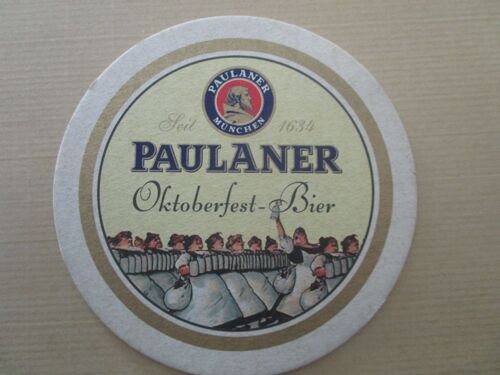 PAULANER
MÜNCHEN
Seit 1634
PAULANER
Oktoberfest-Bier